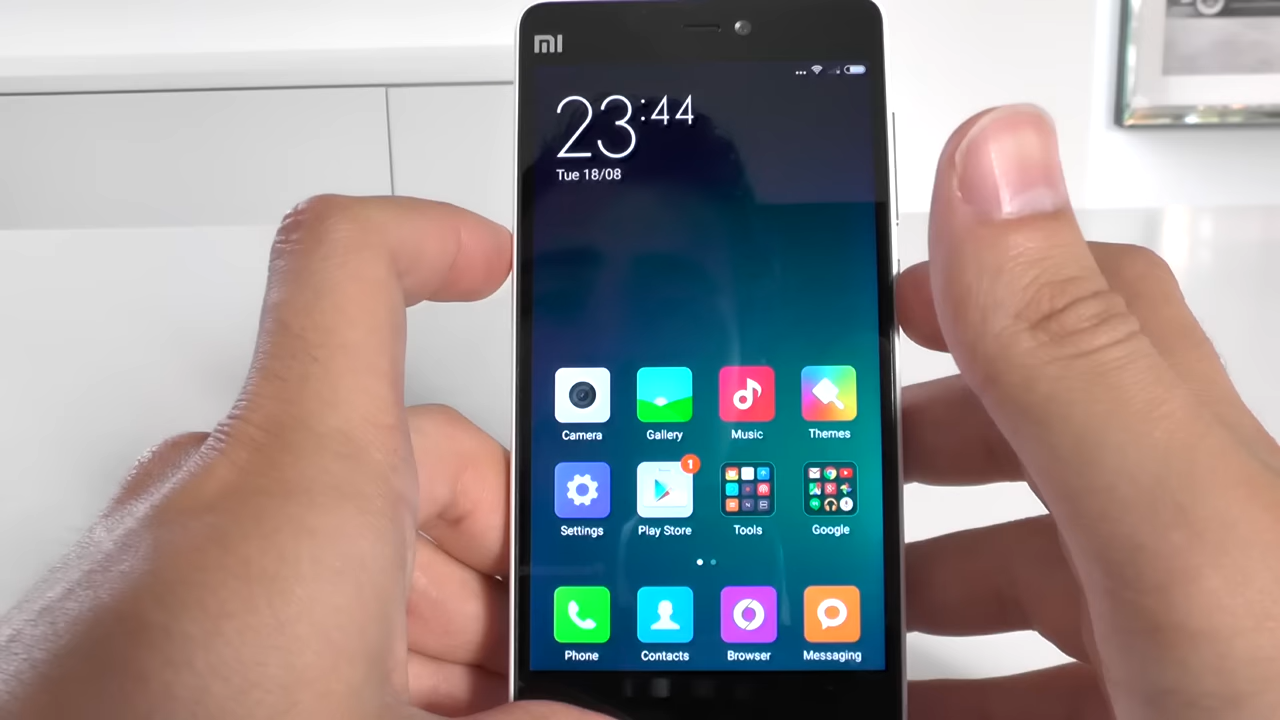 mi
23:44
Tue 18/08
Camera Gallery Music Themes
1
Settings Play Store Tools Google
Phone Contacts Browser Messaging